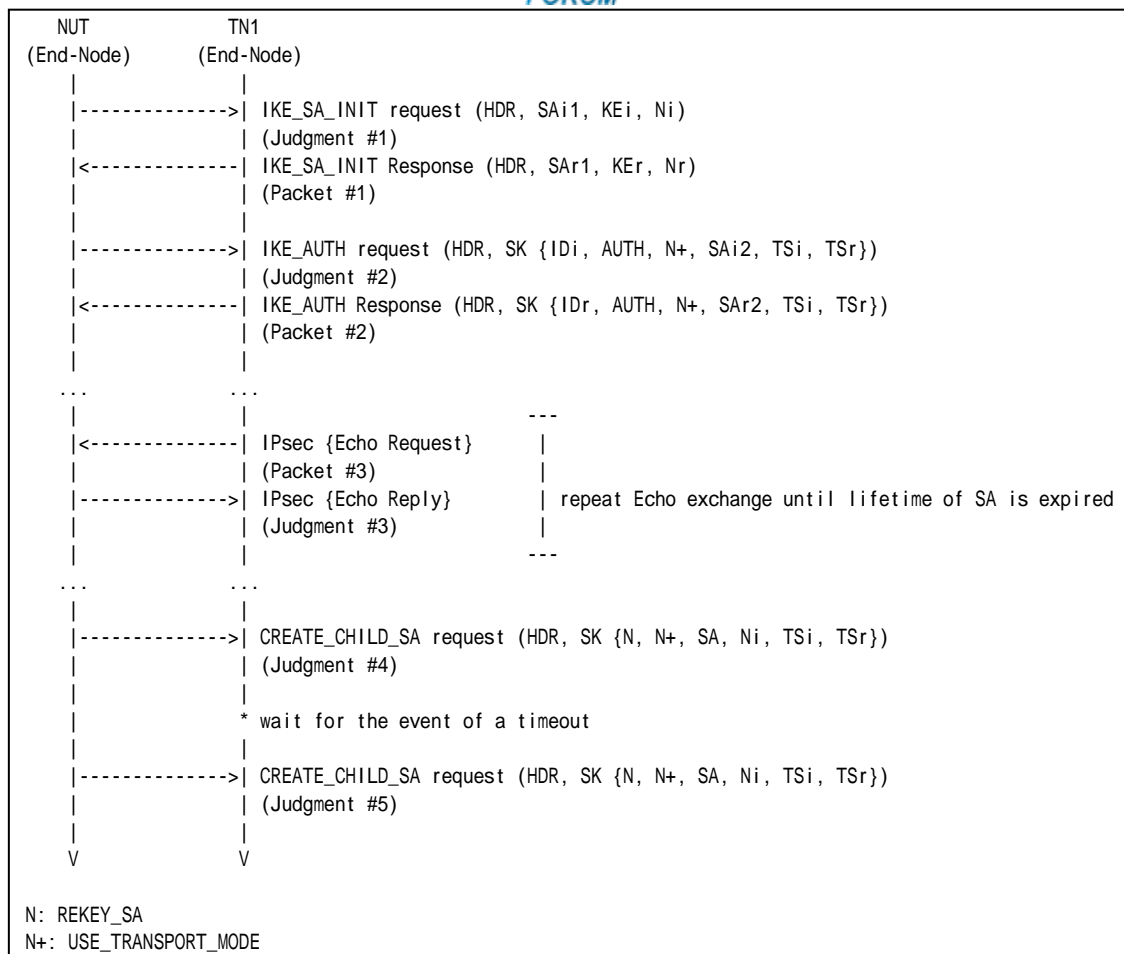 FORUM
NUT TN1
(End-Node) (End-Node)
| |
|-------------->| IKE_SA_INIT request (HDR, SAi1, KEi, Ni)
| | (Judgment #1)
|<--------------| IKE_SA_INIT Response (HDR, SAr1, KEr, Nr)
| | (Packet #1)
| |
|-------------->| IKE_AUTH request (HDR, SK {IDi, AUTH, N+, SAi2, TSi, TSr})
| | (Judgment #2)
|<--------------| IKE_AUTH Response (HDR, SK {IDr, AUTH, N+, SAr2, TSi, TSr})
| | (Packet #2)
| |
... ...
| | ---
|<--------------| IPsec {Echo Request} |
| | (Packet #3) |
|-------------->| IPsec {Echo Reply} | repeat Echo exchange until lifetime of SA is expired
| | (Judgment #3) |
| | ---
... ...
| |
|-------------->| CREATE_CHILD_SA request (HDR, SK {N, N+, SA, Ni, TSi, TSr})
| | (Judgment #4)
| |
| * wait for the event of a timeout
| |
|-------------->| CREATE_CHILD_SA request (HDR, SK {N, N+, SA, Ni, TSi, TSr})
| | (Judgment #5)
| |
V V
N: REKEY_SA
N+: USE_TRANSPORT_MODE